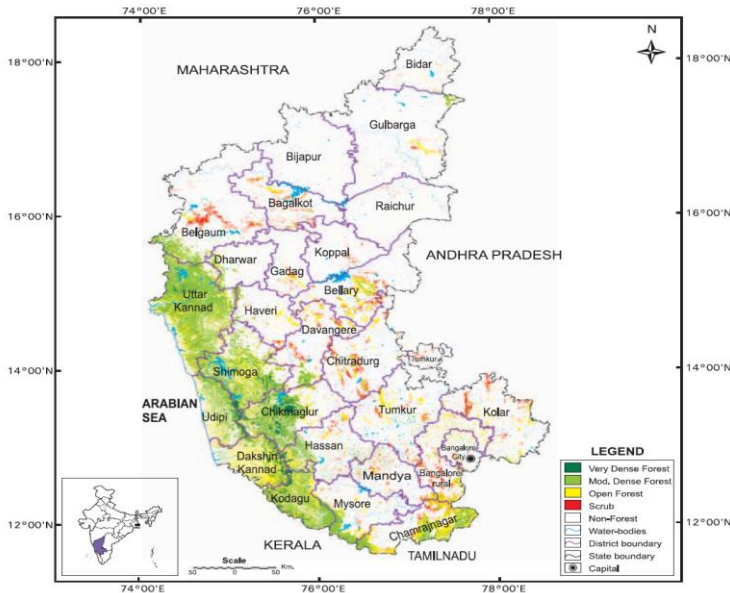 74°00'E
76°00'E
78°00'E
N
18°00'N
18°00'N
MAHARASHTRA
Bidar
Gulbarga
Bijapur
Bagalkot
Raichur
16°00'N
16°00'N
Belgaum
Dharwar
Koppal
ANDHRA PRADESH
Gadag
Uttar
Kannad
Bellary
Haveri
Davangere
Chitradurg
Tumkur
14°00'N
14°00'N
Shimoga
ARABIAN
SEA
Udipi
Chikmaglur
Tumkur
Kolar
Hassan
Bangalore
City
Dakshin
Kannad
Mandya
Bangalore
rural
Kodagu
Mysore
Chamrajnagar
12°00'N
12°00'N
KERALA
TAMILNADU
LEGEND
Very Dense Forest
Mod. Dense Forest
Open Forest
Scrub
Non-Forest
Water-bodies
District boundary
State boundary
Capital
Scale
50 0 50 Km.
74°00'E
76°00'E
78°00'E